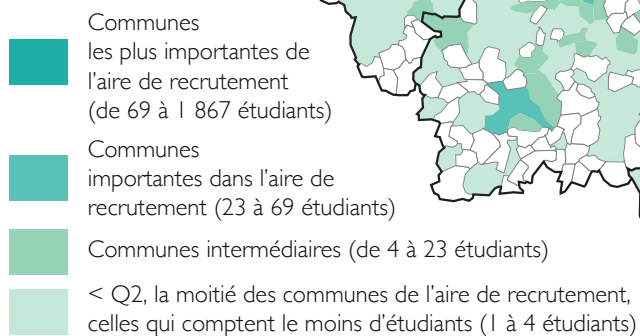 Communes
les plus importantes de
l'aire de recrutement
(de 69 à 1 867 étudiants)
Communes
importantes dans l'aire de
recrutement (23 à 69 étudiants)
Communes intermédiaires (de 4 à 23 étudiants)
< Q2, la moitié des communes de l'aire de recrutement,
celles qui comptent le moins d'étudiants (1 à 4 étudiants)